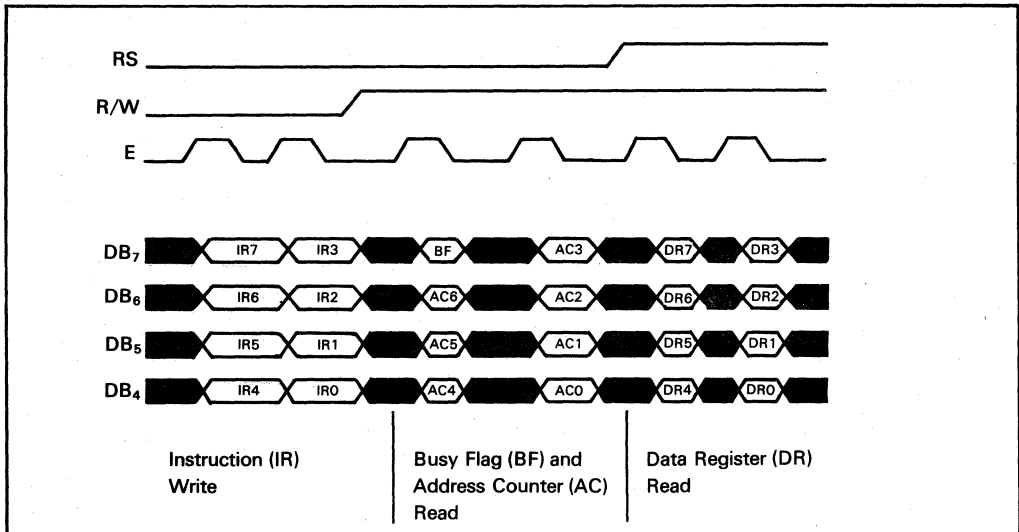 RS
R/W
E
DB₇ IR7 IR3 BF AC3 DR7 DR3
DB₆ IR6 IR2 AC6 AC2 DR6 DR2
DB₅ IR5 IR1 AC5 AC1 DR5 DR1
DB₄ IR4 IR0 AC4 AC0 DR4 DR0
Instruction (IR)
Write
Busy Flag (BF) and
Address Counter (AC)
Read
Data Register (DR)
Read